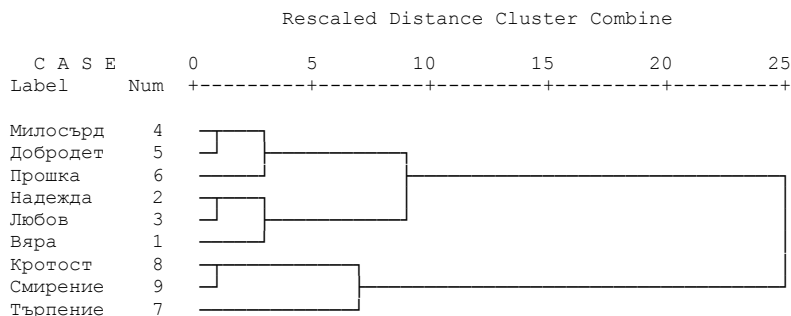 Rescaled Distance Cluster Combine
C A S E 0 5 10 15 20 25
Label Num +---------+---------+---------+---------+---------+
Милосърд 4
Добродет 5
Прошка 6
Надежда 2
Любов 3
Вяра 1
Кротост 8
Смирение 9
Търпение 7